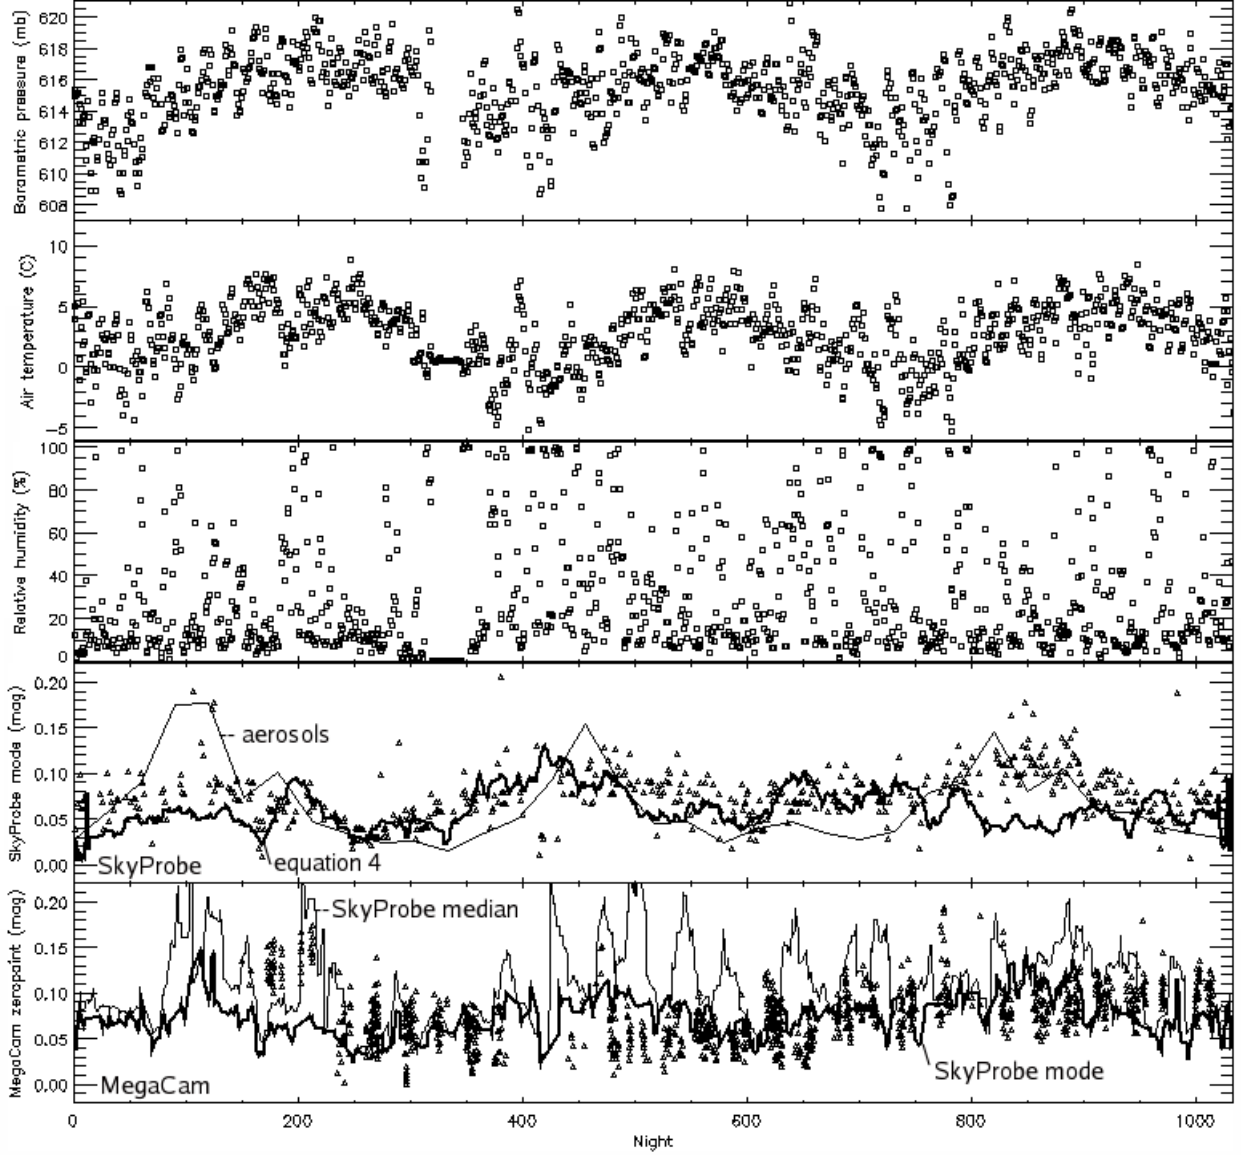 Barametric pressure (mb)
620
618
616
614
612
610
608
Air temperature (C)
10
5
0
-5
Relative humidity (%)
100
80
60
40
20
0
SkyProbe mode (mag)
0.20
0.15
0.10
0.05
0.00
aerosols
SkyProbe
equation 4
MegaCam zeropoint (mag)
0.20
0.15
0.10
0.05
0.00
SkyProbe median
MegaCam
SkyProbe mode
0
200
400
600
800
1000
Night